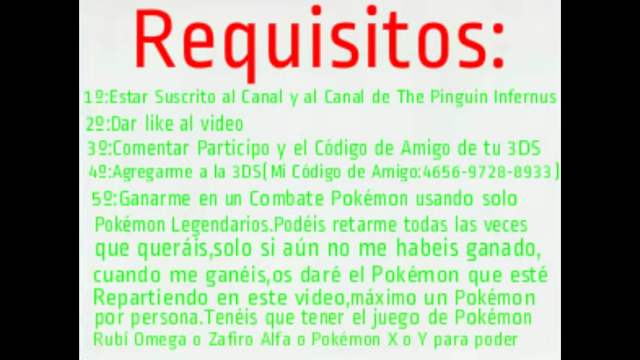 Requisitos:
1º:Estar Suscrito al Canal y al Canal de The Pinguin Infernus
2º:Dar like al video
3º:Comentar Participo y el Código de Amigo de tu 3DS
4º:Agregarme a la 3DS(Mi Código de Amigo:4656-9728-8933)
5º:Ganarme en un Combate Pokémon usando solo
Pokémon Legendarios.Podéis retarme todas las veces
que queráis,solo si aún no me habeis ganado,
cuando me ganéis,os daré el Pokémon que esté
Repartiendo en este video,máximo un Pokémon
por persona.Tenéis que tener el juego de Pokémon
Rubí Omega o Zafiro Alfa o Pokémon X o Y para poder